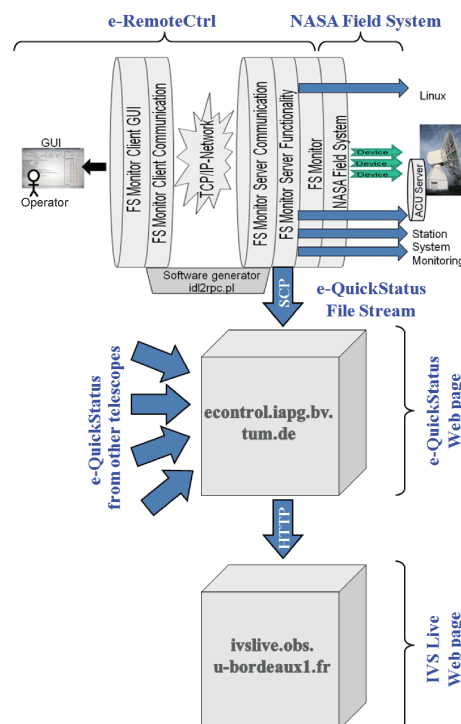 e-RemoteCtrl
NASA Field System
GUI
Operator
FS Monitor Client GUI
FS Monitor Client Communication
TCP/IP-Network
FS Monitor Server Communication
FS Monitor Server Functionality
FS Monitor
NASA Field System
Linux
Device
Device
Device
ACU Server
Station
System
Monitoring
Software generator
idl2rpc.pl
SCP
e-QuickStatus
File Stream
e-QuickStatus
from other telescopes
econtrol.iapg.bv.
tum.de
e-QuickStatus
Web page
HTTP
ivslive.obs.
u-bordeaux1.fr
IVS Live
Web page